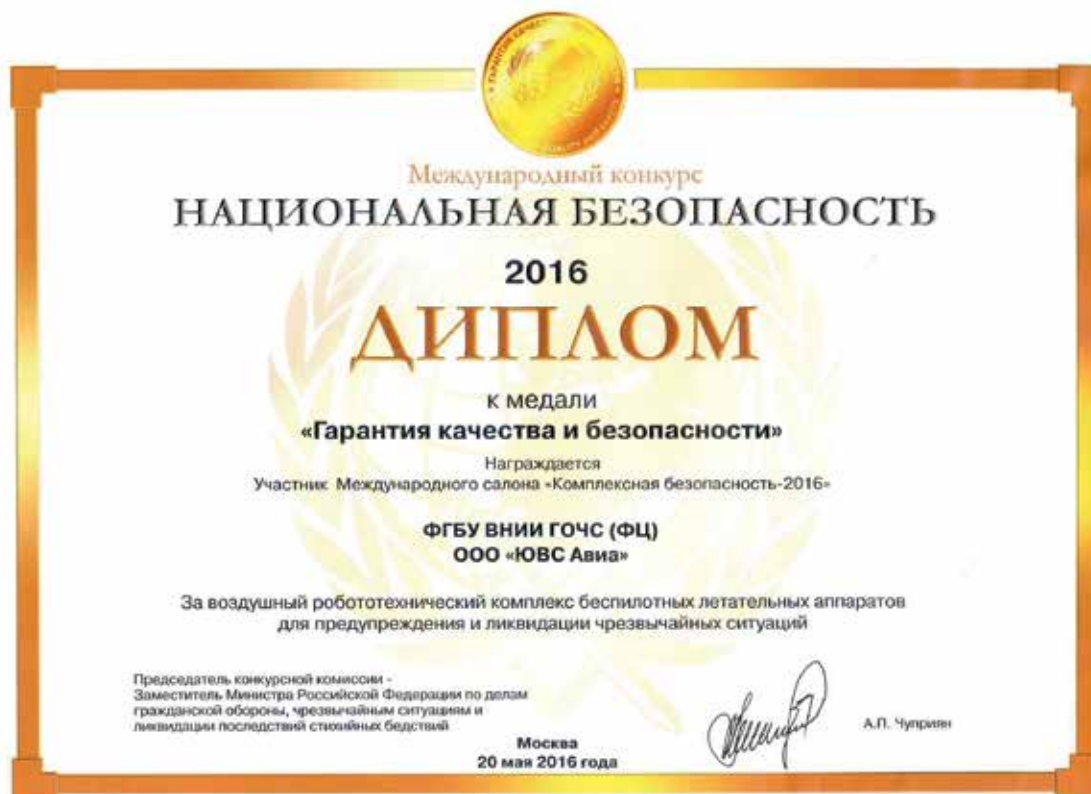 Международный конкурс
НАЦИОНАЛЬНАЯ БЕЗОПАСНОСТЬ
2016
ДИПЛОМ
к медали
«Гарантия качества и безопасности»
Награждается
Участник Международного салона «Комплексная безопасность-2016»
ФГБУ ВНИИ ГОЧС (ФЦ)
ООО «ЮВС Авиа»
За воздушный робототехнический комплекс беспилотных летательных аппаратов
для предупреждения и ликвидации чрезвычайных ситуаций
Председатель конкурсной комиссии -
Заместитель Министра Российской Федерации по делам
гражданской обороны, чрезвычайным ситуациям и
ликвидации последствий стихийных бедствий
А.П. Чуприян
Москва
20 мая 2016 года